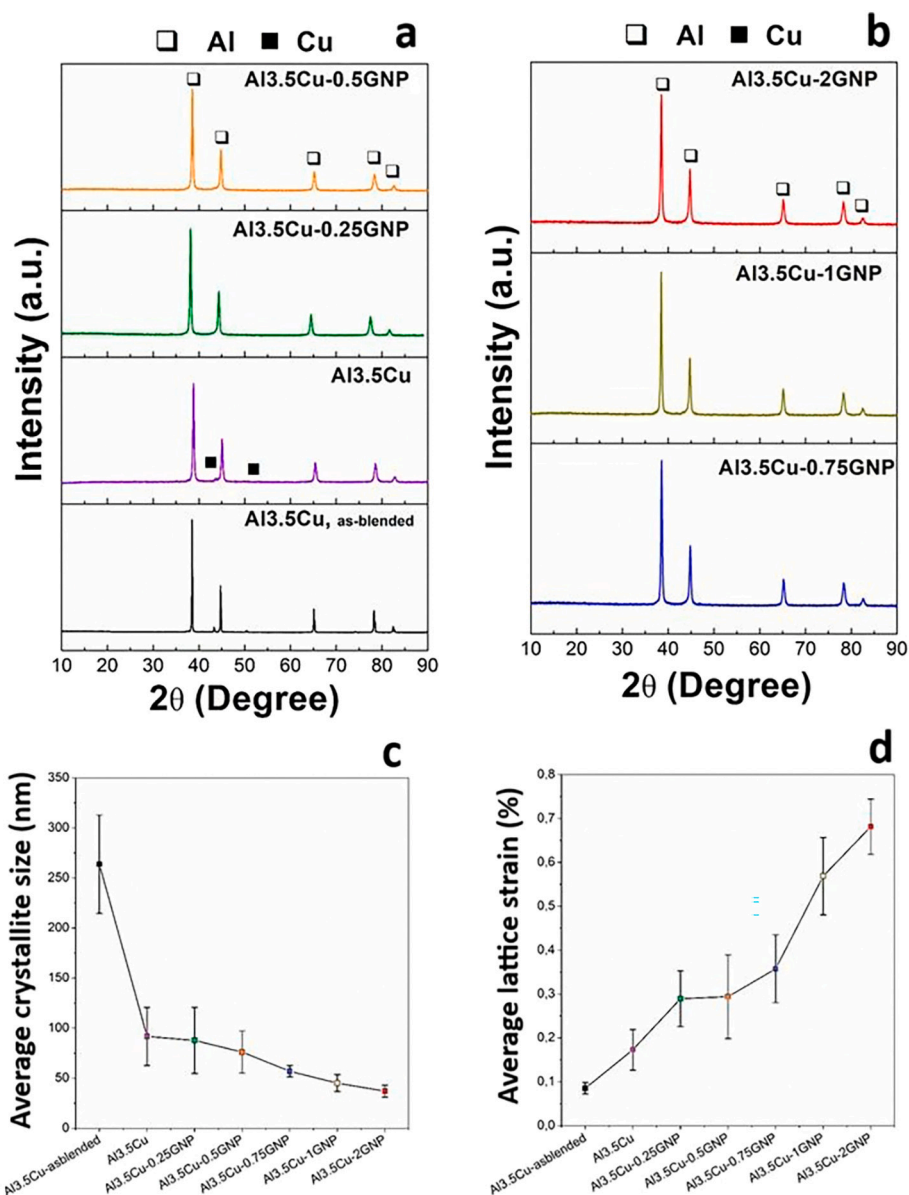 Al Cu a
Al3.5Cu-0.5GNP
Al3.5Cu-0.25GNP
Al3.5Cu
Al3.5Cu, as-blended
Intensity (a.u.)
10 20 30 40 50 60 70 80 90
2θ (Degree)
Al Cu b
Al3.5Cu-2GNP
Al3.5Cu-1GNP
Al3.5Cu-0.75GNP
Intensity (a.u.)
10 20 30 40 50 60 70 80 90
2θ (Degree)
c
Average crystallite size (nm)
350
300
250
200
150
100
50
0
Al3.5Cu-asblended
Al3.5Cu
Al3.5Cu-0.25GNP
Al3.5Cu-0.5GNP
Al3.5Cu-0.75GNP
Al3.5Cu-1GNP
Al3.5Cu-2GNP
d
Average lattice strain (%)
0,8
0,7
0,6
0,5
0,3
0,2
0,1
0,0
Al3.5Cu-asblended
Al3.5Cu
Al3.5Cu-0.25GNP
Al3.5Cu-0.5GNP
Al3.5Cu-0.75GNP
Al3.5Cu-1GNP
Al3.5Cu-2GNP